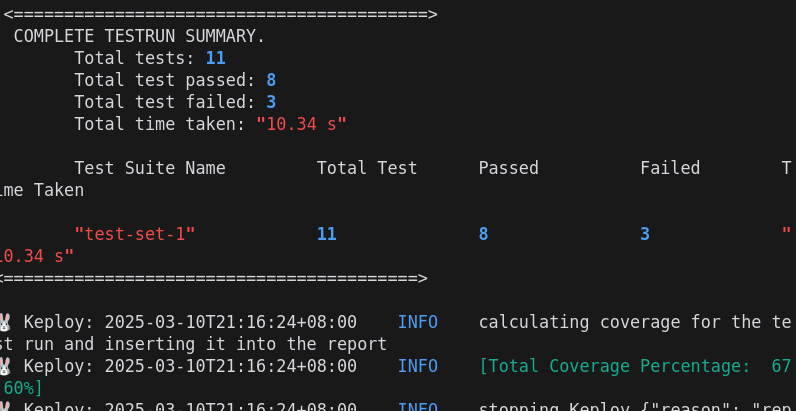 <=========================================>
COMPLETE TESTRUN SUMMARY.
Total tests: 11
Total test passed: 8
Total test failed: 3
Total time taken: "10.34 s"
Test Suite Name Total Test Passed Failed T
ime Taken
"test-set-1" 11 8 3 "
10.34 s"
<=========================================>
Keploy: 2025-03-10T21:16:24+08:00 INFO calculating coverage for the te
st run and inserting it into the report
Keploy: 2025-03-10T21:16:24+08:00 INFO [Total Coverage Percentage: 67
.60%]
Keploy: 2025-03-10T21:16:24+08:00 INFO stopping Keploy {"reason": "rep